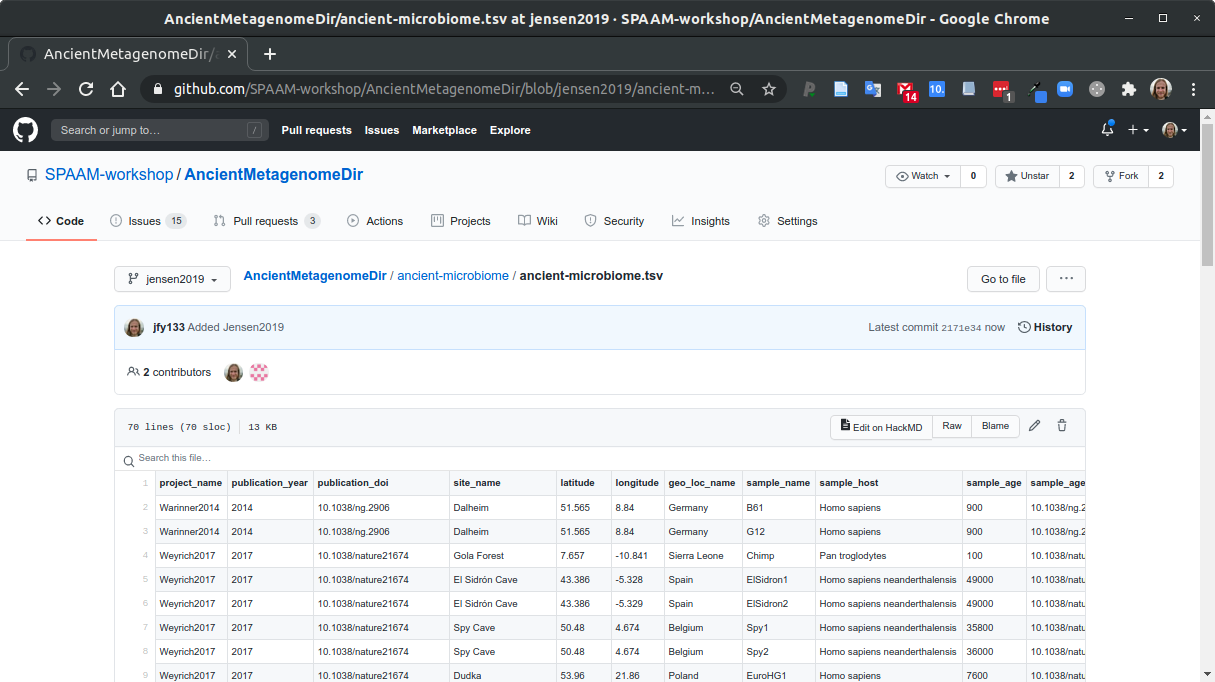 AncientMetagenomeDir/ancient-microbiome.tsv at jensen2019 · SPAAM-workshop/AncientMetagenomeDir - Google Chrome
AncientMetagenomeDir/
github.com/SPAAM-workshop/AncientMetagenomeDir/blob/jensen2019/ancient-m…
14
10.
1
Search or jump to… /
Pull requests Issues Marketplace Explore
SPAAM-workshop / AncientMetagenomeDir
Watch 0 Unstar 2 Fork 2
Code Issues 15 Pull requests 3 Actions Projects Wiki Security Insights Settings
jensen2019 AncientMetagenomeDir / ancient-microbiome / ancient-microbiome.tsv Go to file ···
jfy133 Added Jensen2019 Latest commit 2171e34 now History
2 contributors
70 lines (70 sloc) 13 KB Edit on HackMD Raw Blame
Search this file…
1 project_name publication_year publication_doi site_name latitude longitude geo_loc_name sample_name sample_host sample_age sample_age
2 Warinner2014 2014 10.1038/ng.2906 Dalheim 51.565 8.84 Germany B61 Homo sapiens 900 10.1038/ng.2
3 Warinner2014 2014 10.1038/ng.2906 Dalheim 51.565 8.84 Germany G12 Homo sapiens 900 10.1038/ng.2
4 Weyrich2017 2017 10.1038/nature21674 Gola Forest 7.657 -10.841 Sierra Leone Chimp Pan troglodytes 100 10.1038/natu
5 Weyrich2017 2017 10.1038/nature21674 El Sidrón Cave 43.386 -5.328 Spain ElSidron1 Homo sapiens neanderthalensis 49000 10.1038/natu
6 Weyrich2017 2017 10.1038/nature21674 El Sidrón Cave 43.386 -5.329 Spain ElSidron2 Homo sapiens neanderthalensis 49000 10.1038/natu
7 Weyrich2017 2017 10.1038/nature21674 Spy Cave 50.48 4.674 Belgium Spy1 Homo sapiens neanderthalensis 35800 10.1038/natu
8 Weyrich2017 2017 10.1038/nature21674 Spy Cave 50.48 4.674 Belgium Spy2 Homo sapiens neanderthalensis 36000 10.1038/natu
9 Weyrich2017 2017 10.1038/nature21674 Dudka 53.96 21.86 Poland EuroHG1 Homo sapiens 7600 10.1038/natu